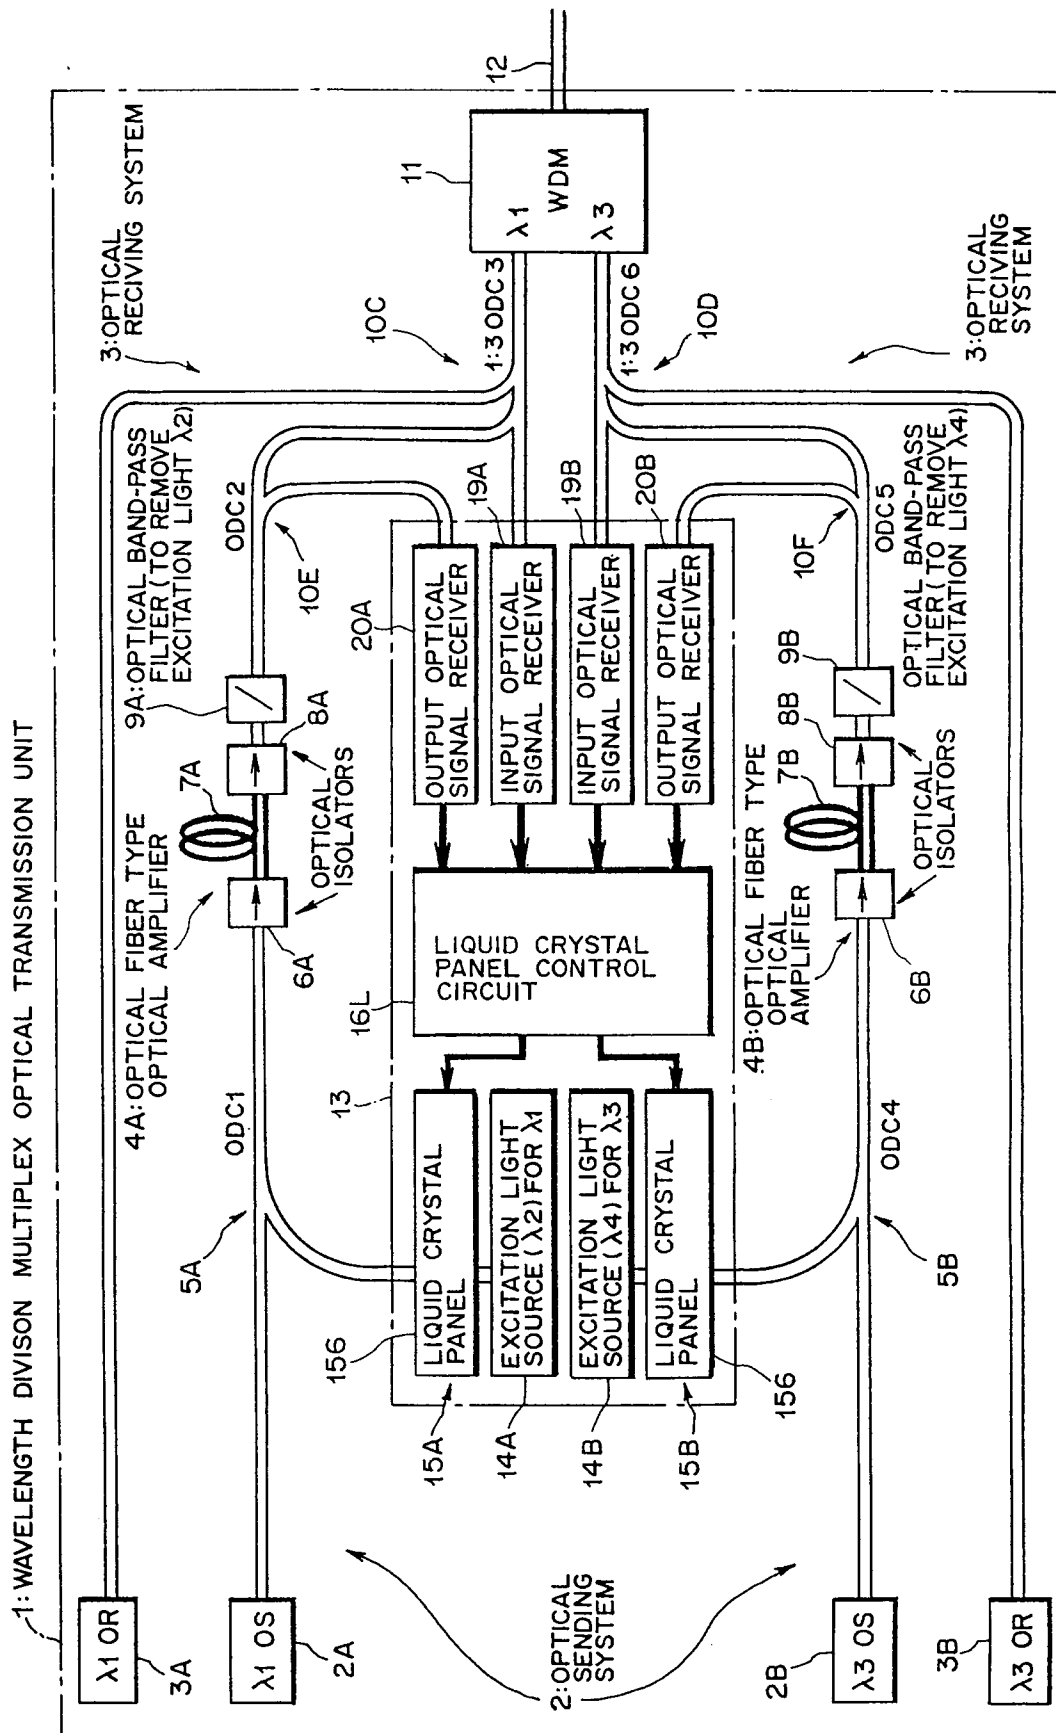 1: WAVELENGTH DIVISON MULTIPLEX OPTICAL TRANSMISSION UNIT
λ1 OR
3A
λ1 OS
2A
2: OPTICAL
SENDING
SYSTEM
2B
λ3 OS
3B
λ3 OR
5A
ODC1
4A: OPTICAL FIBER TYPE
OPTICAL AMPLIFIER
6A
7A
OPTICAL
ISOLATORS
8A
9A: OPTICAL BAND-PASS
FILTER (TO REMOVE
EXCITATION LIGHT λ2)
ODC2
10E
3: OPTICAL
RECIVING SYSTEM
10C
1:3 ODC3
11
λ1
WDM
λ3
12
1:3 ODC6
10D
3: OPTICAL
RECIVING
SYSTEM
13
156
LIQUID CRYSTAL
PANEL
15A
EXCITATION LIGHT
SOURCE (λ2) FOR λ1
14A
EXCITATION LIGHT
SOURCE (λ4) FOR λ3
14B
LIQUID CRYSTAL
PANEL
15B
156
16L
LIQUID CRYSTAL
PANEL CONTROL
CIRCUIT
20A
OUTPUT OPTICAL
SIGNAL RECEIVER
19A
INPUT OPTICAL
SIGNAL RECEIVER
19B
INPUT OPTICAL
SIGNAL RECEIVER
20B
OUTPUT OPTICAL
SIGNAL RECEIVER
5B
ODC4
4B: OPTICAL FIBER TYPE
OPTICAL
AMPLIFIER
6B
7B
OPTICAL
ISOLATORS
8B
9B
OPTICAL BAND-PASS
FILTER (TO REMOVE
EXCITATION LIGHT λ4)
10F
ODC5